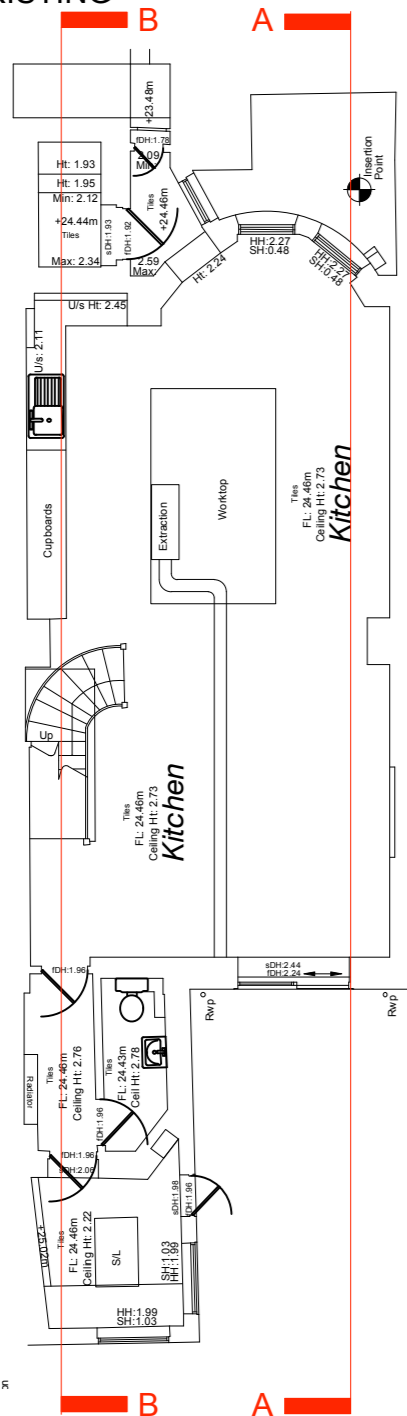 B
A
+23.48m
fDH:1.78
2.09
Min:
Ht: 1.93
Ht: 1.95
Min: 2.12
+24.44m
Tiles
Max: 2.34
sDH:1.93
fDH:1.92
Tiles
+24.46m
2.59
Max:
Insertion
Point
HH:2.27
SH:0.48
HH:2.27
SH:0.48
Ht: 2.24
U/s Ht: 2.45
U/s: 2.11
Cupboards
Extraction
Worktop
Tiles
FL: 24.46m
Ceiling Ht: 2.73
Kitchen
Up
Tiles
FL: 24.46m
Ceiling Ht: 2.73
Kitchen
sDH:2.44
fDH:2.24
fDH:1.96
Rwp
Rwp
Radiator
Tiles
FL: 24.46m
Ceiling Ht: 2.76
Tiles
FL: 24.43m
Ceil Ht: 2.78
fDH:1.96
fDH:1.96
sDH:2.06
sDH:1.98
fDH:1.96
+25.02m
Tiles
FL: 24.46m
Ceiling Ht: 2.22
S/L
SH:1.03
HH:1.99
HH:1.99
SH:1.03
B
A